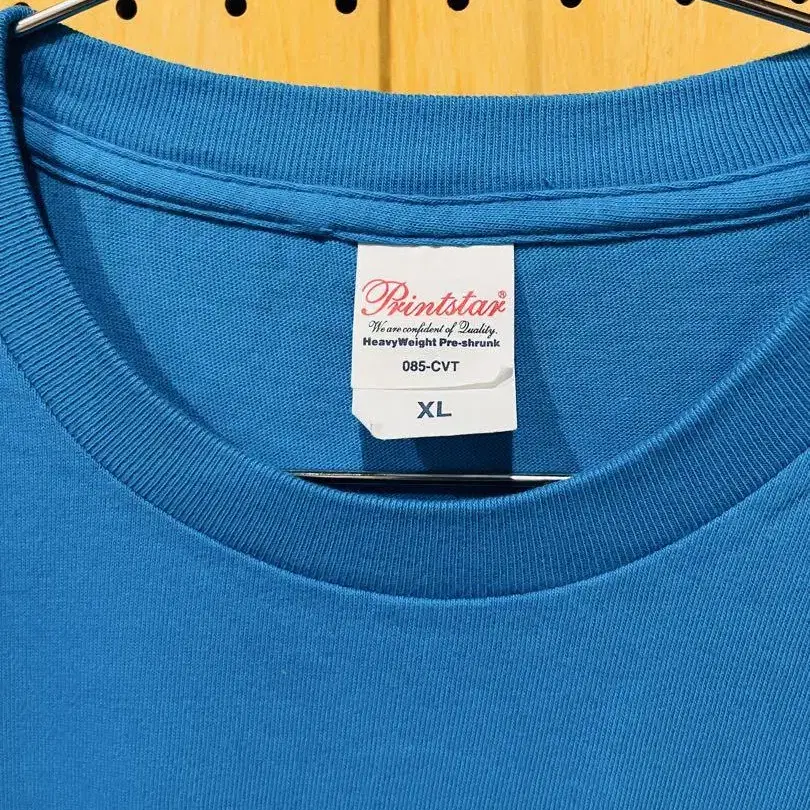 Printstar®
We are confident of Quality.
HeavyWeight Pre-shrunk
085-CVT
XL